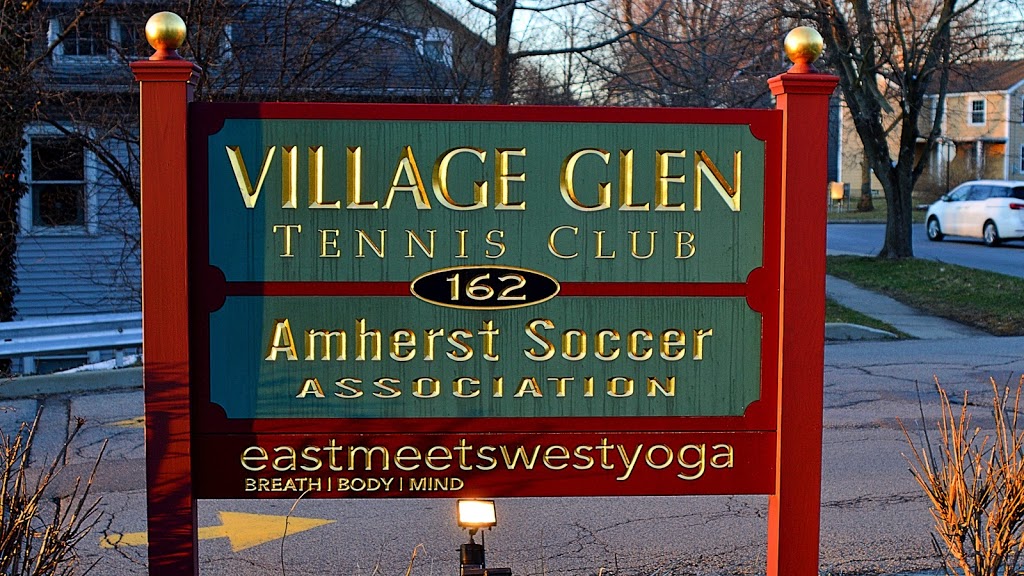 VILLAGE GLEN
TENNIS CLUB
162
Amherst Soccer
ASSOCIATION
eastmeetswestyoga
BREATH | BODY | MIND